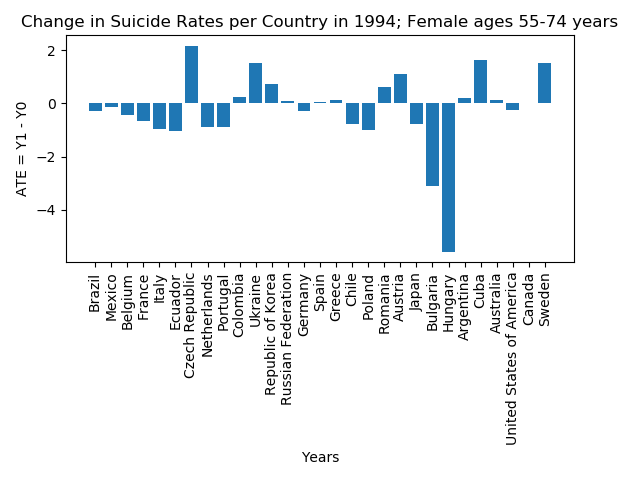 Change in Suicide Rates per Country in 1994; Female ages 55-74 years
ATE = Y1 - Y0
2
0
−2
−4
Brazil
Mexico
Belgium
France
Italy
Ecuador
Czech Republic
Netherlands
Portugal
Colombia
Ukraine
Republic of Korea
Russian Federation
Germany
Spain
Greece
Chile
Poland
Romania
Austria
Japan
Bulgaria
Hungary
Argentina
Cuba
Australia
United States of America
Canada
Sweden
Years